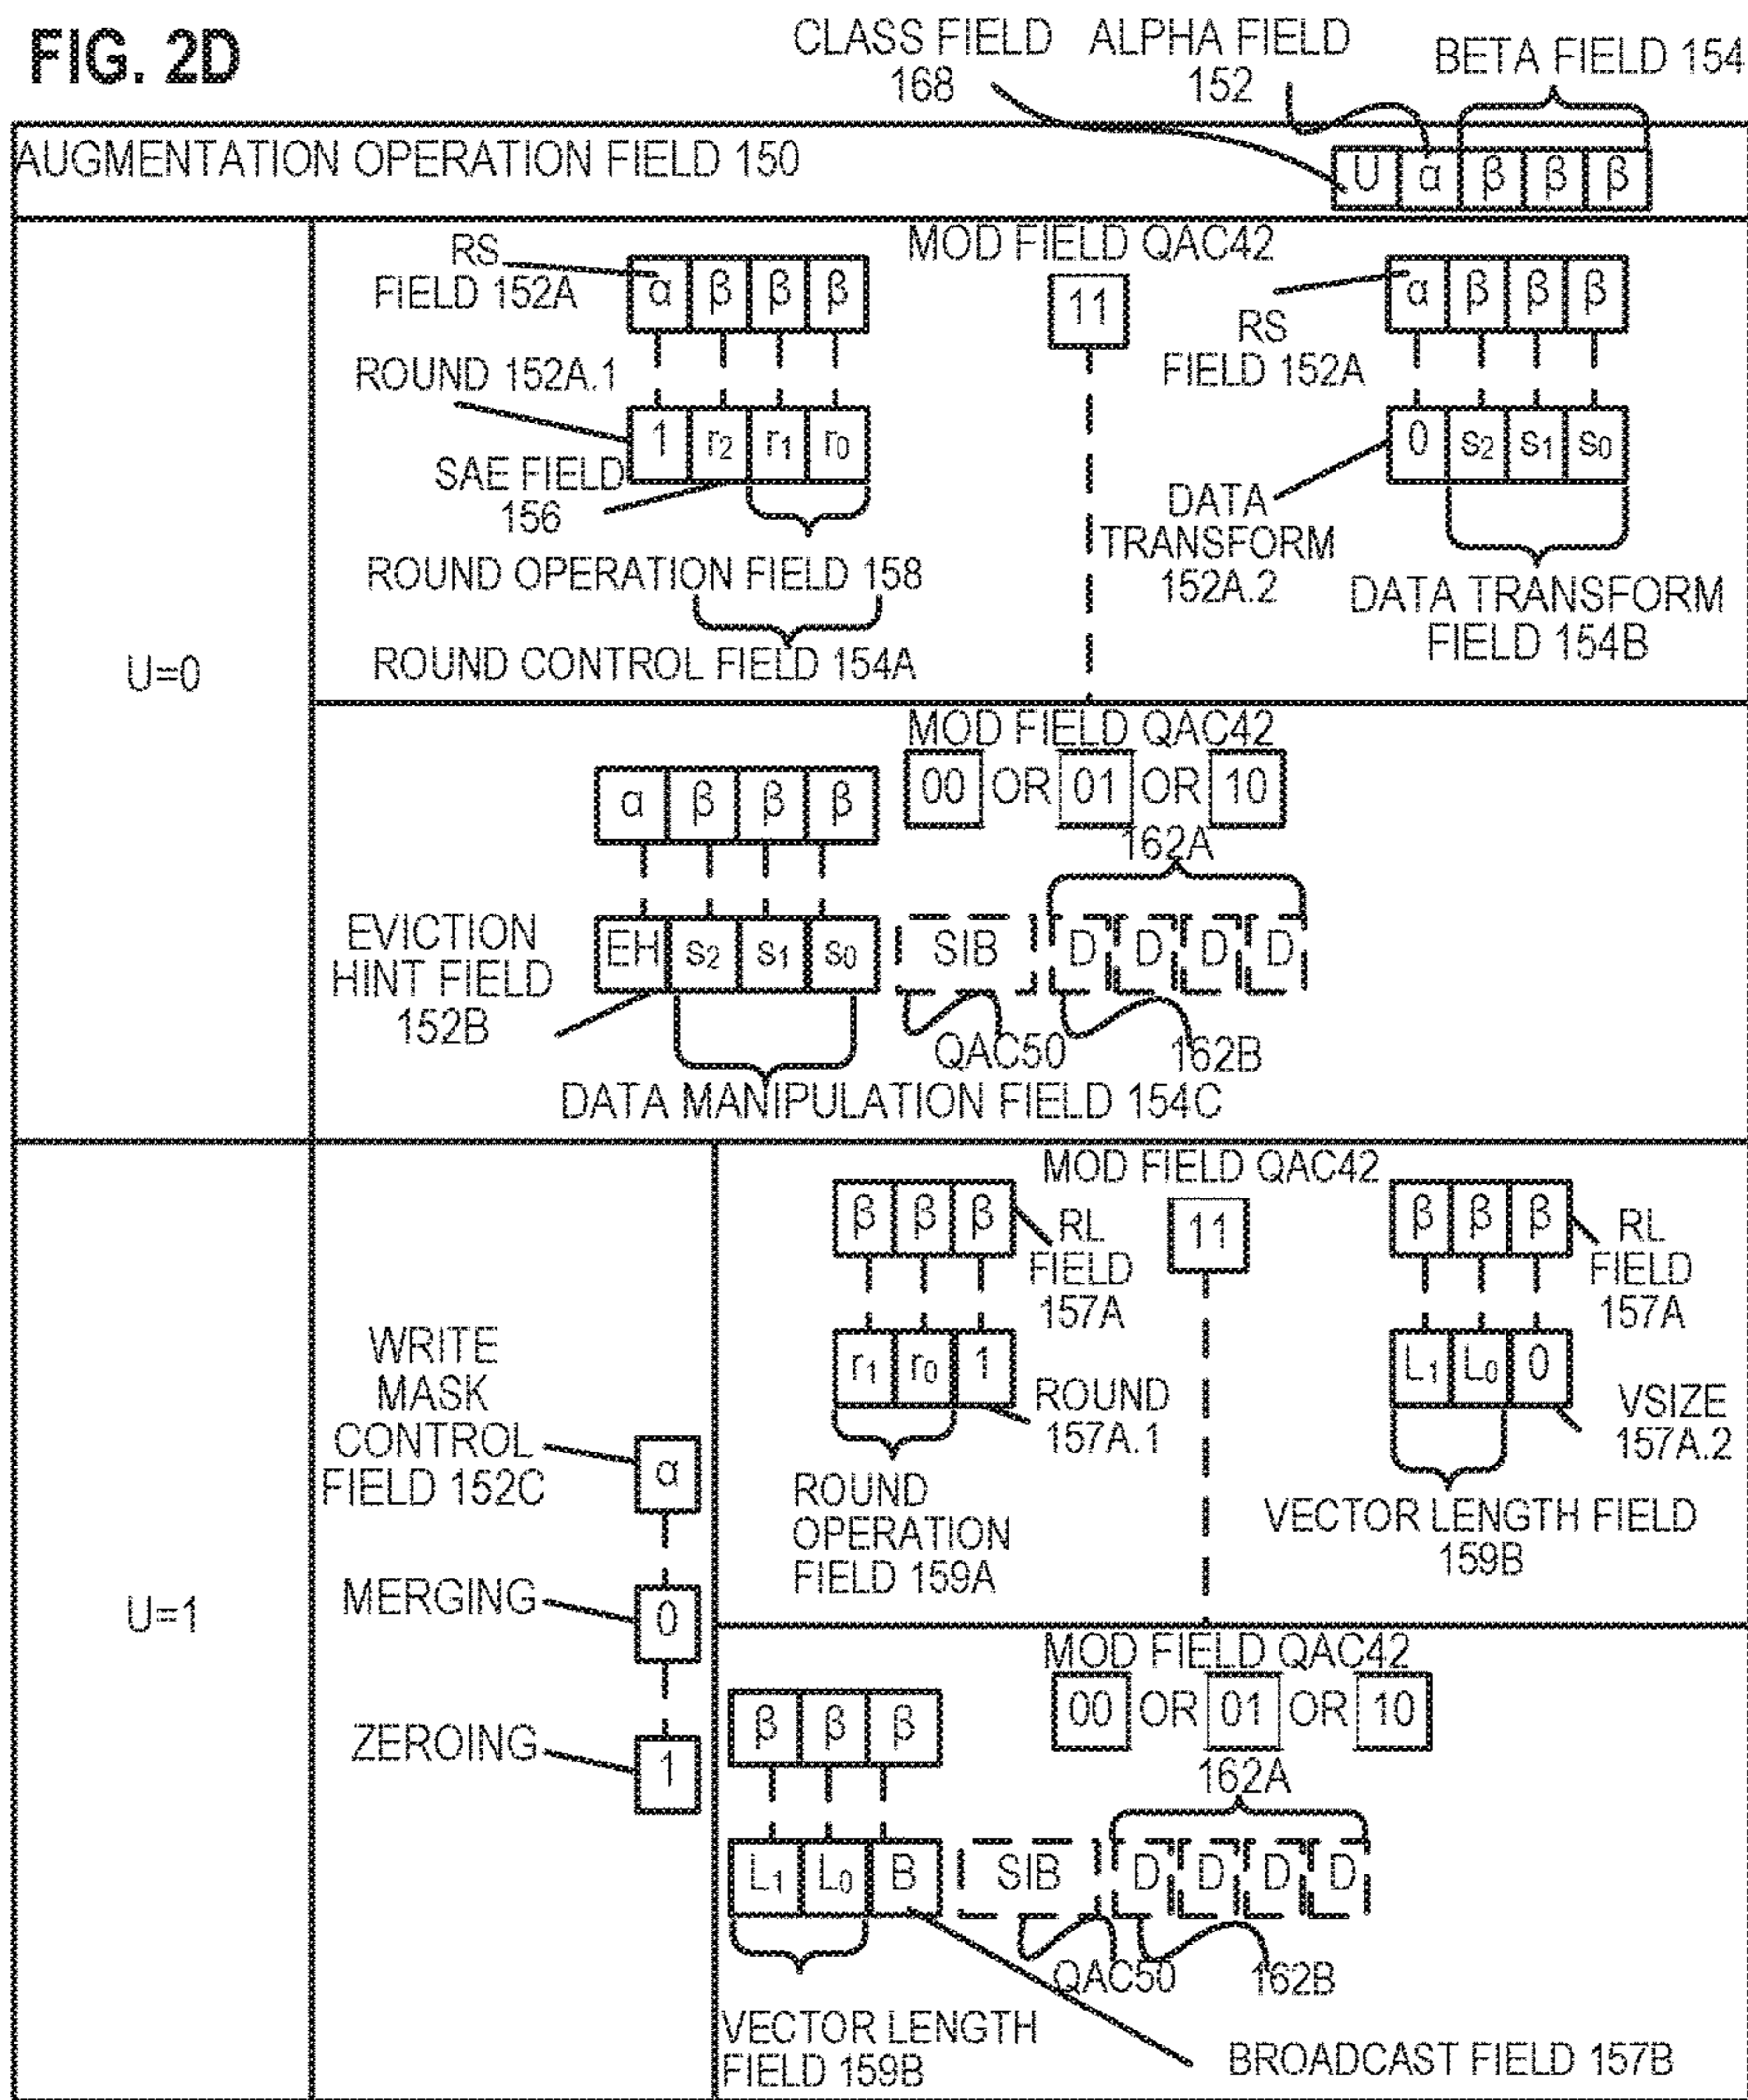 FIG. 2D
CLASS FIELD
168
ALPHA FIELD
152
BETA FIELD 154
AUGMENTATION OPERATION FIELD 150
U α β β β
U=0
MOD FIELD QAC42
11
RS
FIELD 152A
α β β β
ROUND 152A.1
1 r₂ r₁ r₀
SAE FIELD
156
ROUND OPERATION FIELD 158
ROUND CONTROL FIELD 154A
α β β β
RS
FIELD 152A
0 s₂ s₁ s₀
DATA
TRANSFORM
152A.2
DATA TRANSFORM
FIELD 154B
MOD FIELD QAC42
00 OR 01 OR 10
α β β β
162A
EVICTION
HINT FIELD
152B
EH s₂ s₁ s₀ SIB D D D D
QAC50
162B
DATA MANIPULATION FIELD 154C
U=1
WRITE
MASK
CONTROL
FIELD 152C
α
MERGING
0
ZEROING
1
MOD FIELD QAC42
11
β β β
RL
FIELD
157A
r₁ r₀ 1
ROUND
157A.1
ROUND
OPERATION
FIELD 159A
β β β
RL
FIELD
157A
L₁ L₀ 0
VSIZE
157A.2
VECTOR LENGTH FIELD
159B
MOD FIELD QAC42
00 OR 01 OR 10
β β β
162A
L₁ L₀ B SIB D D D D
QAC50
162B
VECTOR LENGTH
FIELD 159B
BROADCAST FIELD 157B